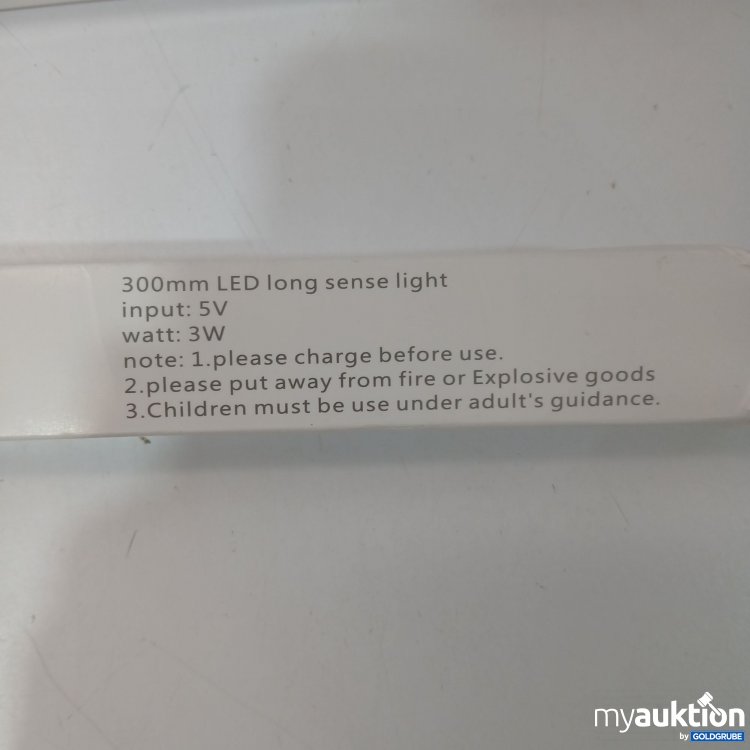 300mm LED long sense light
input: 5V
watt: 3W
note: 1.please charge before use.
2.please put away from fire or Explosive goods
3.Children must be use under adult's guidance.
myauktion
by GOLDGRUBE